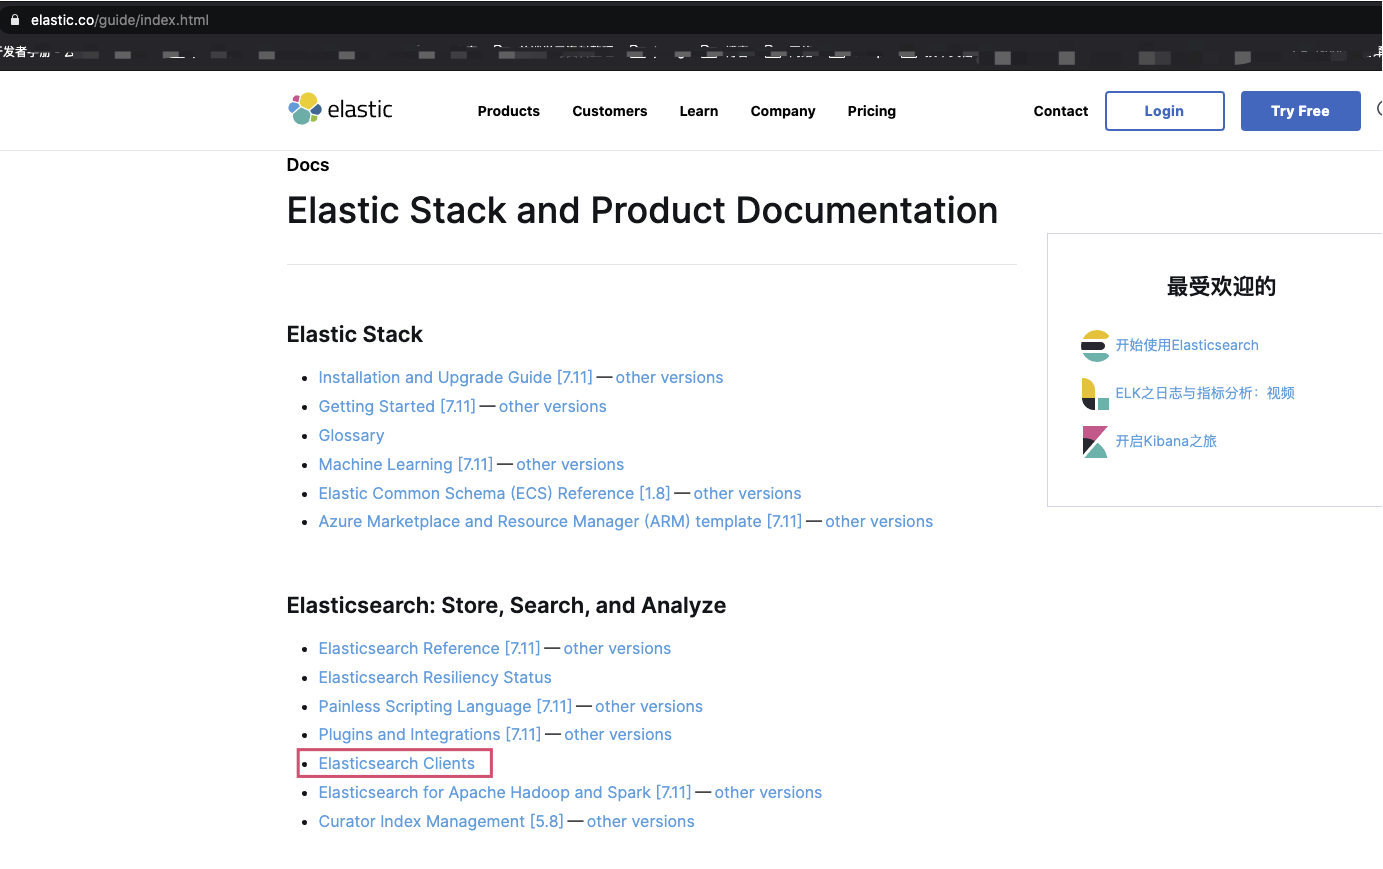 elastic.co/guide/index.html
elastic
Products Customers Learn Company Pricing Contact Login Try Free
Docs
Elastic Stack and Product Documentation
最受欢迎的
开始使用Elasticsearch
ELK之日志与指标分析：视频
开启Kibana之旅
Elastic Stack
Installation and Upgrade Guide [7.11] — other versions
Getting Started [7.11] — other versions
Glossary
Machine Learning [7.11] — other versions
Elastic Common Schema (ECS) Reference [1.8] — other versions
Azure Marketplace and Resource Manager (ARM) template [7.11] — other versions
Elasticsearch: Store, Search, and Analyze
Elasticsearch Reference [7.11] — other versions
Elasticsearch Resiliency Status
Painless Scripting Language [7.11] — other versions
Plugins and Integrations [7.11] — other versions
Elasticsearch Clients
Elasticsearch for Apache Hadoop and Spark [7.11] — other versions
Curator Index Management [5.8] — other versions